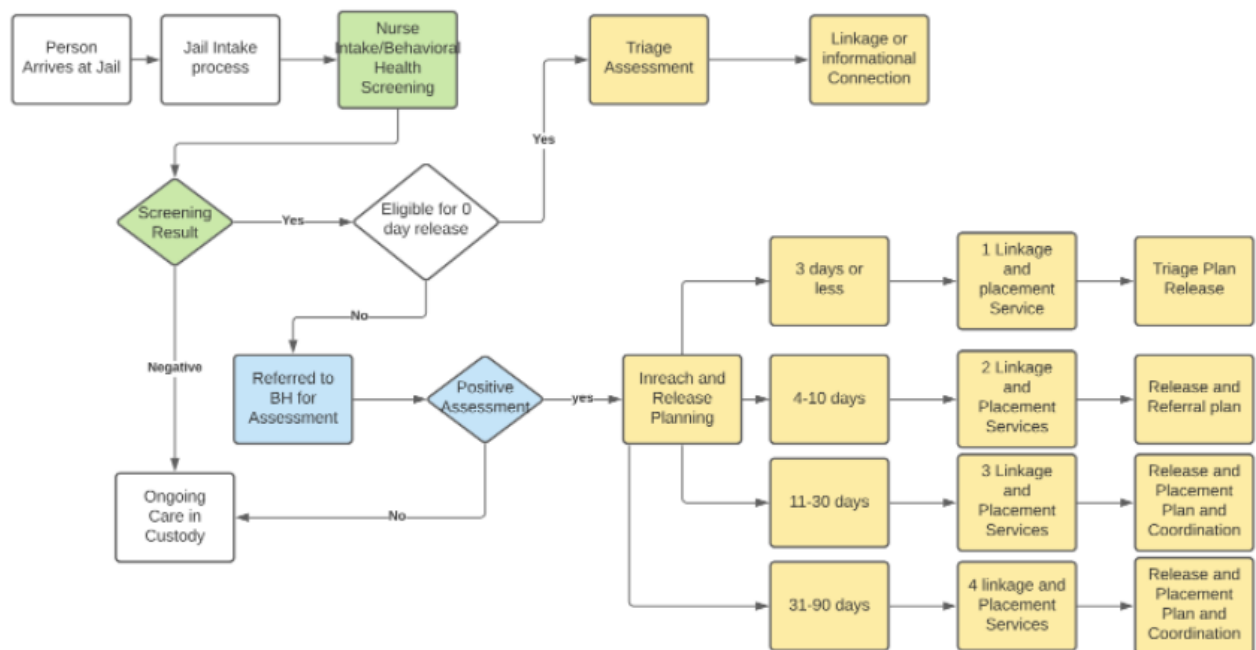 Person
Arrives at Jail
Jail Intake
process
Nurse
Intake/Behavioral
Health
Screening
Triage
Assessment
Linkage or
informational
Connection
Yes
Screening
Result
Yes
Eligible for 0
day release
No
Negative
Referred to
BH for
Assessment
Positive
Assessment
yes
No
Ongoing
Care in
Custody
Inreach and
Release
Planning
3 days or
less
1 Linkage
and
placement
Service
Triage Plan
Release
4-10 days
2 Linkage
and
Placement
Services
Release and
Referral plan
11-30 days
3 Linkage
and
Placement
Services
Release and
Placement
Plan and
Coordination
31-90 days
4 linkage and
Placement
Services
Release and
Placement
Plan and
Coordination